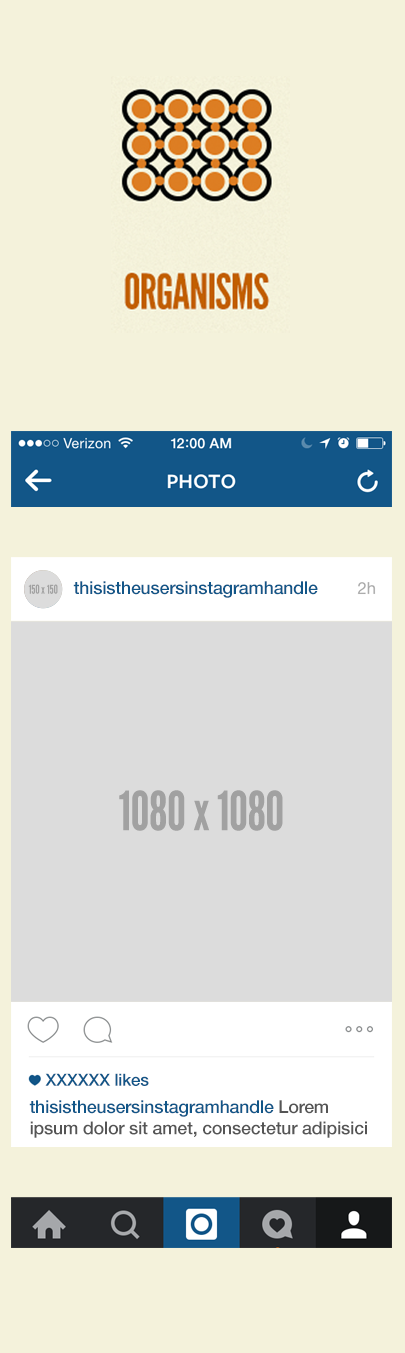 ORGANISMS
Verizon 12:00 AM
PHOTO
150 x 150 thisistheusersinstagramhandle 2h
1080 x 1080
XXXXXX likes
thisistheusersinstagramhandle Lorem
ipsum dolor sit amet, consectetur adipisici